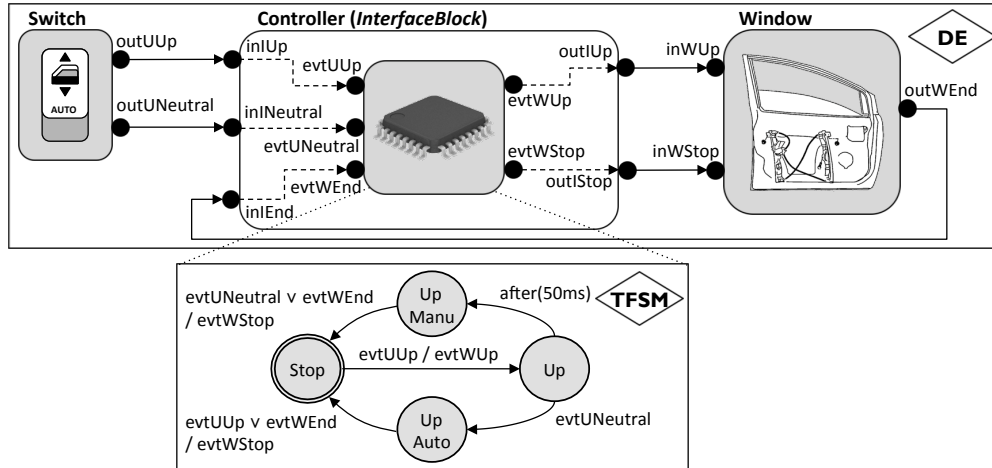 Switch
Controller (InterfaceBlock)
Window
DE
outUUp
inIUp
evtUUp
outIUp
inWUp
evtWUp
outWEnd
AUTO
outUNeutral
inINeutral
evtUNeutral
evtWStop
inWStop
evtWEnd
outIStop
inIEnd
evtUNeutral ∨ evtWEnd
/ evtWStop
Up
Manu
after(50ms)
TFSM
Stop
evtUUp / evtWUp
Up
evtUUp ∨ evtWEnd
/ evtWStop
Up
Auto
evtUNeutral